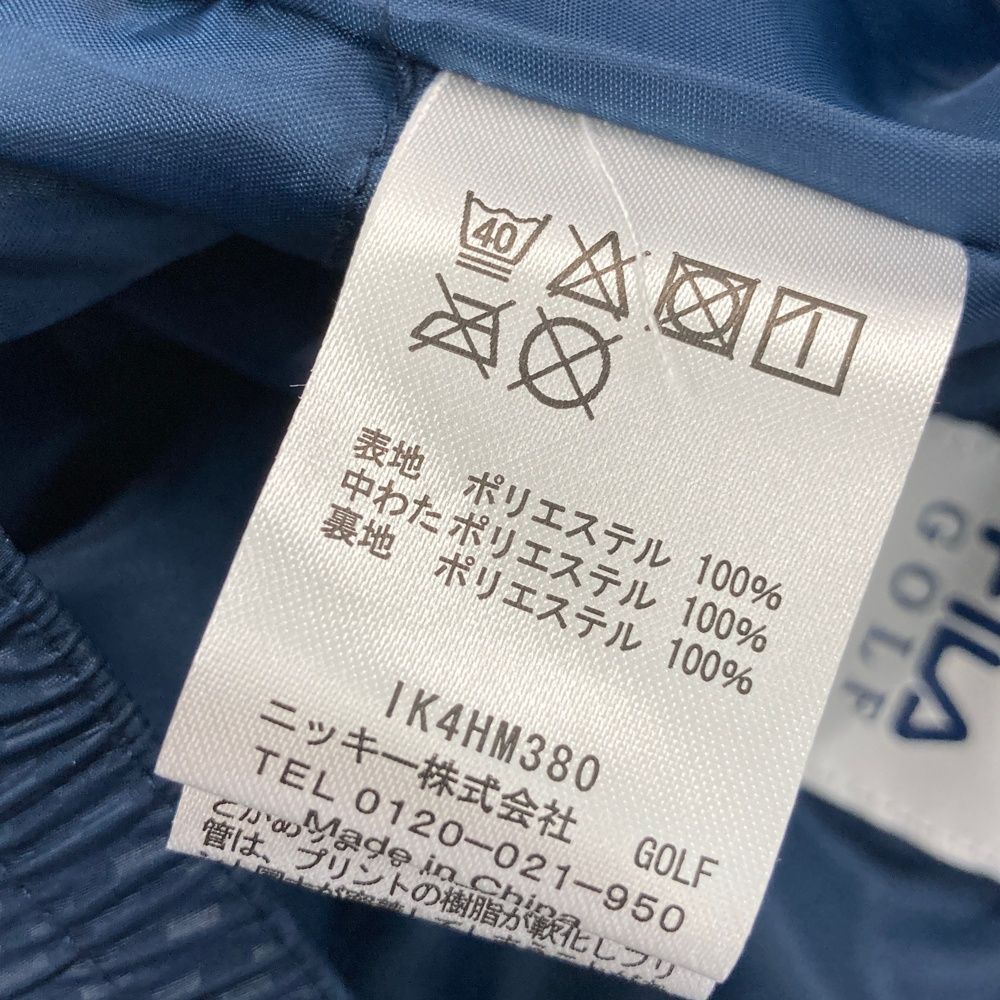 40
表地 ポリエステル 100%
中わた ポリエステル 100%
裏地 ポリエステル 100%
IK4HM380
ニッキー株式会社 GOLF
TEL 0120-021-950
Made in China
管は、プリントの樹脂が軟化しプリ
FILA
GOLF